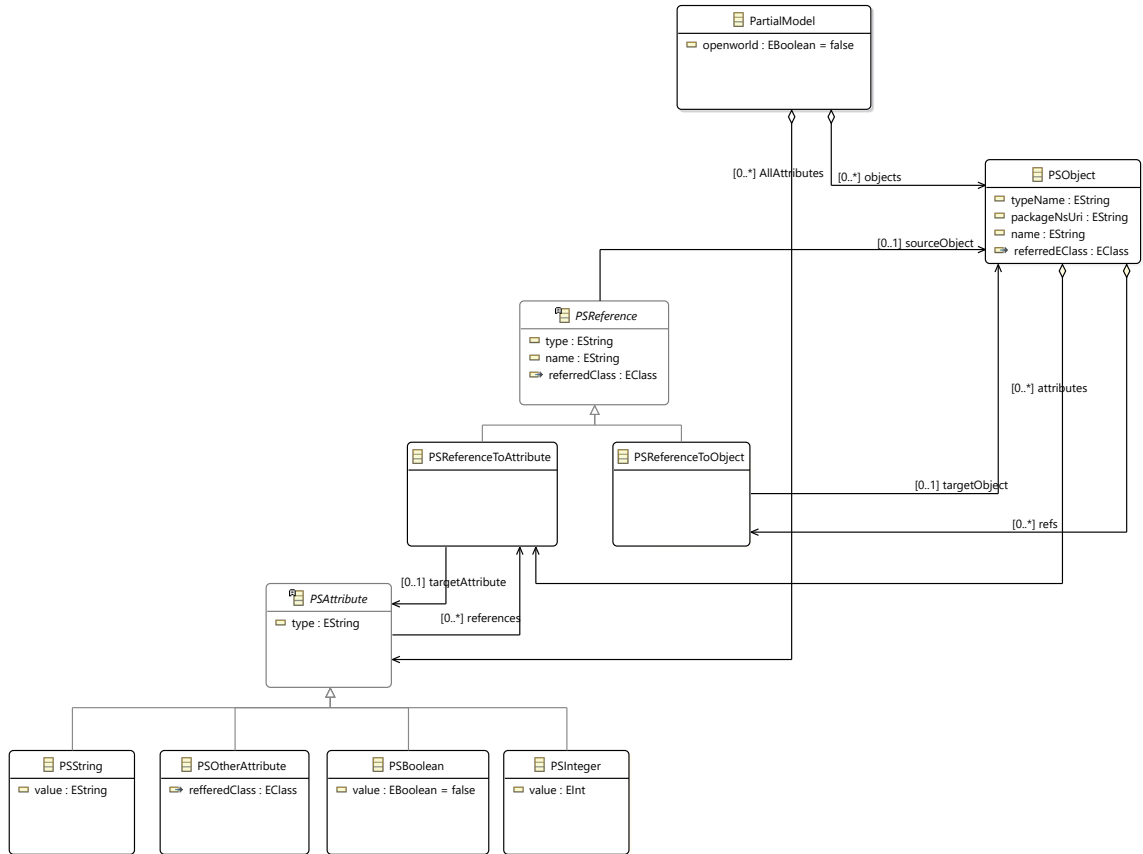 PartialModel
openworld : EBoolean = false
[0..*] AllAttributes
[0..*] objects
PSObject
typeName : EString
packageNsUri : EString
name : EString
referredEClass : EClass
[0..1] sourceObject
PSReference
type : EString
name : EString
referredClass : EClass
[0..*] attributes
PSReferenceToAttribute
PSReferenceToObject
[0..1] targetObject
[0..*] refs
[0..1] targetAttribute
PSAttribute
type : EString
[0..*] references
PSString
value : EString
PSOtherAttribute
refferedClass : EClass
PSBoolean
value : EBoolean = false
PSInteger
value : EInt